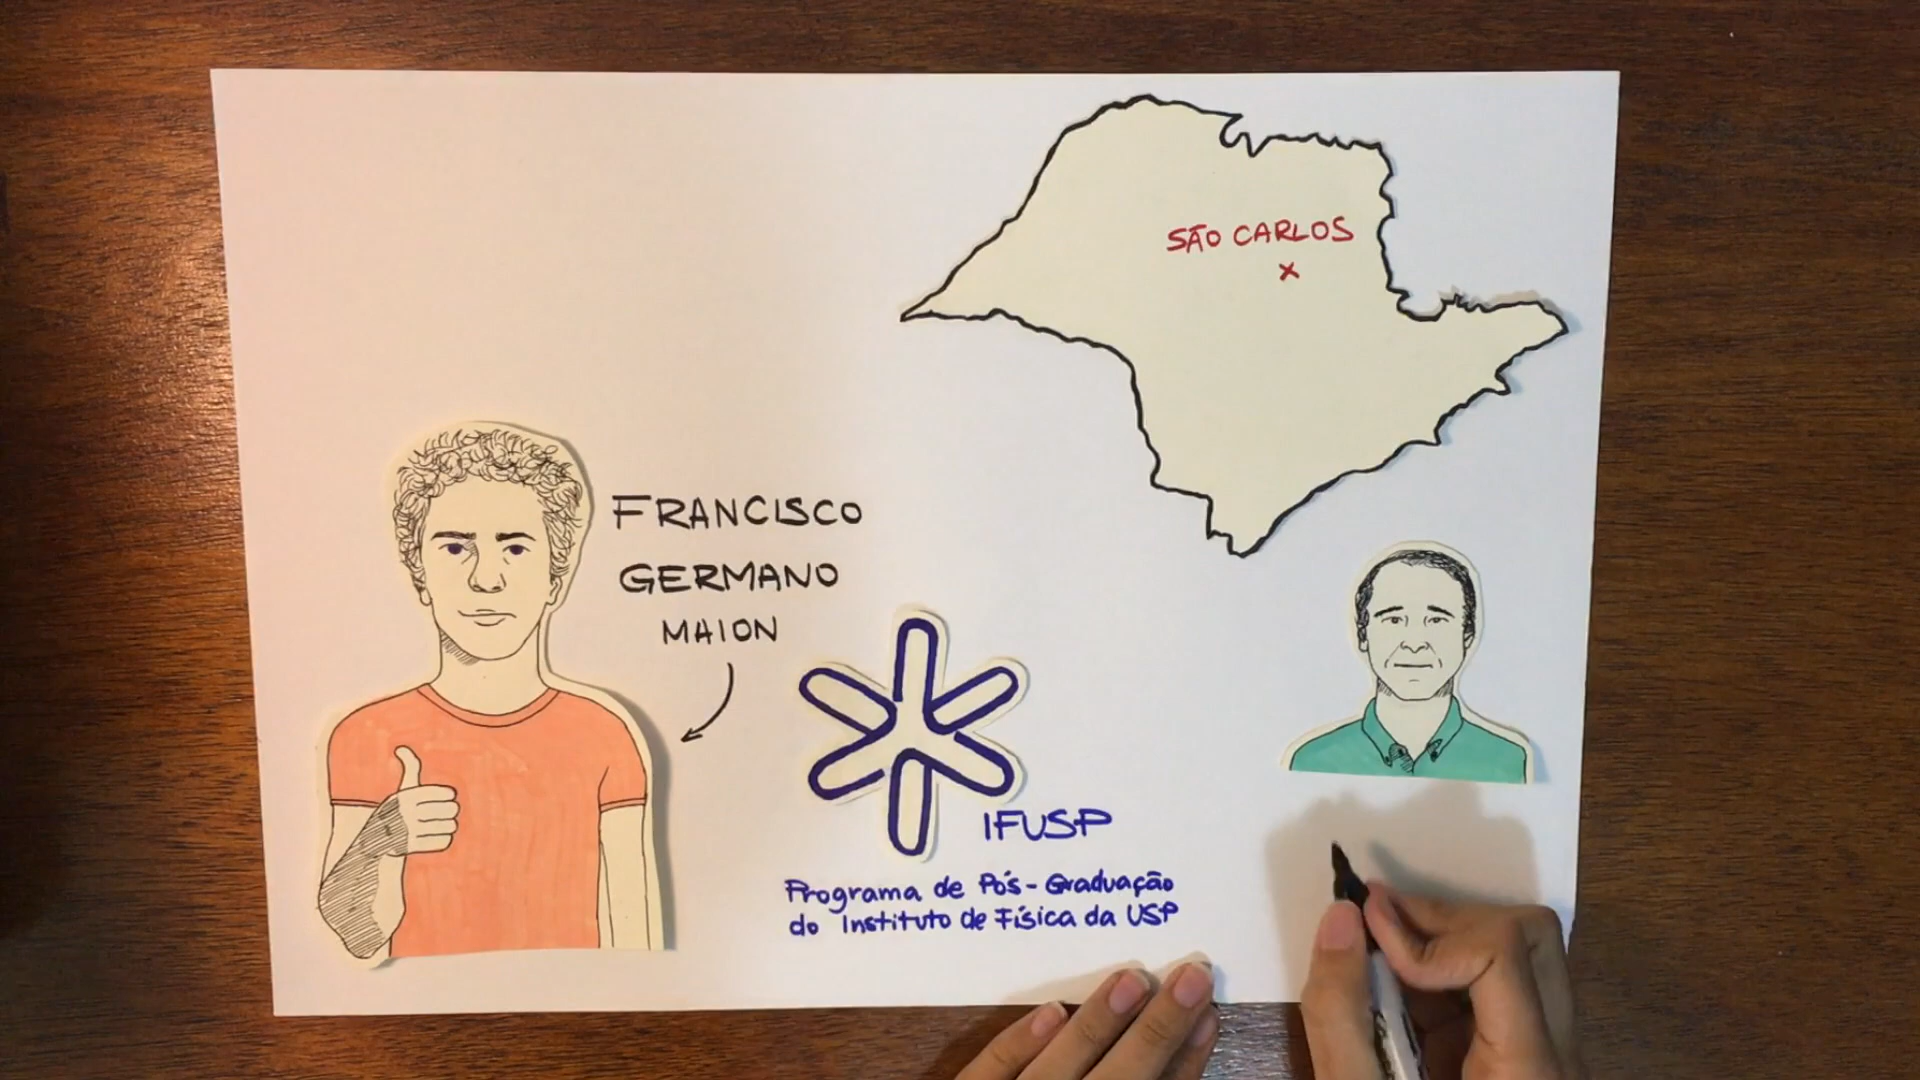 SÃO CARLOS
x
FRANCISCO
GERMANO
MAION
IFUSP
Programa de Pós-Graduação
do Instituto de Física da USP